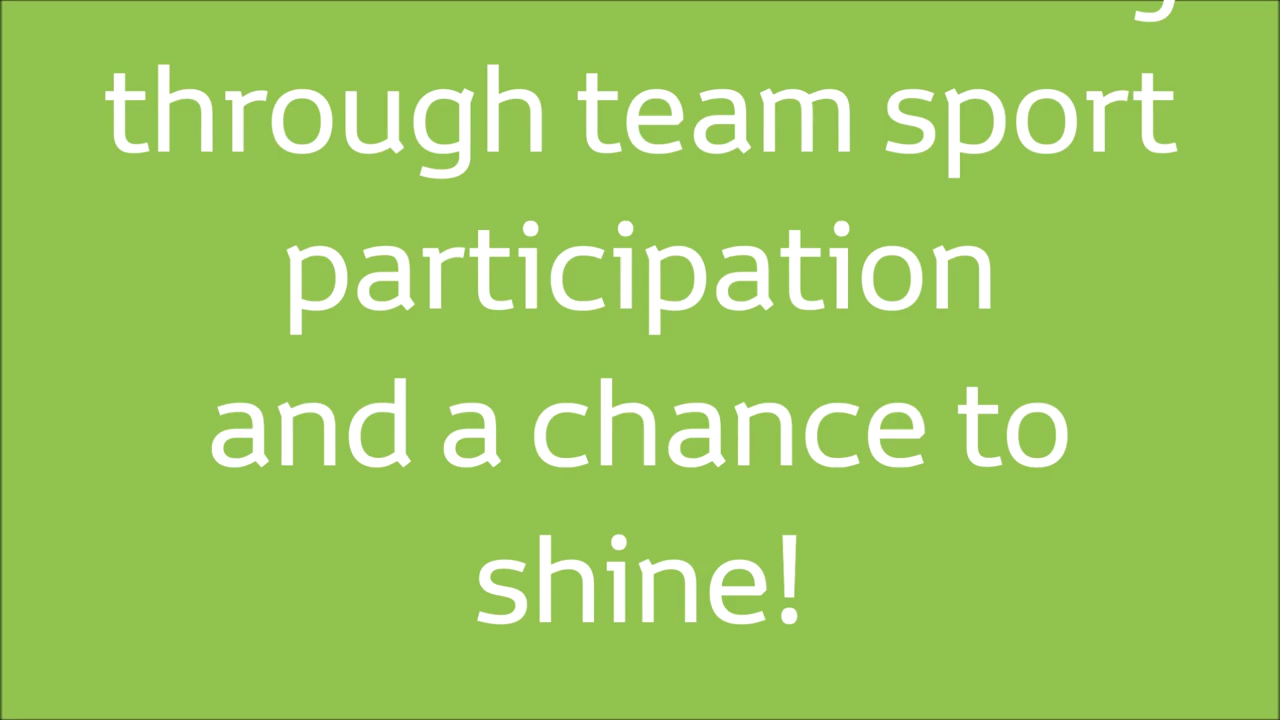 through team sport
participation
and a chance to
shine!